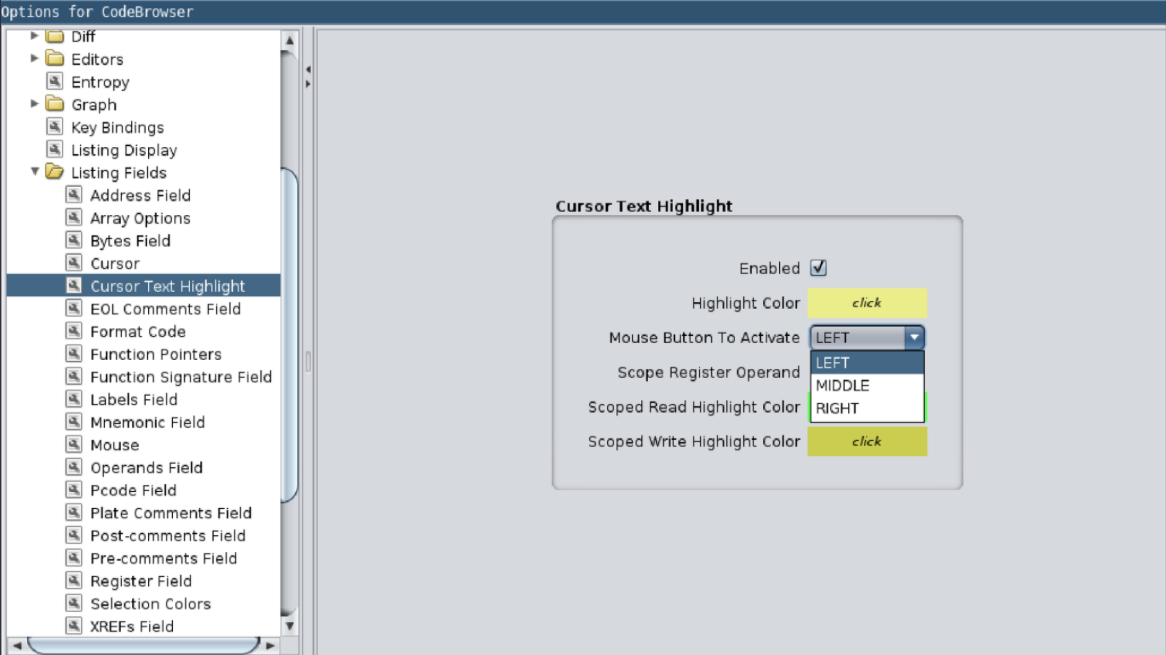 Options for CodeBrowser
Diff
Editors
Entropy
Graph
Key Bindings
Listing Display
Listing Fields
Address Field
Array Options
Bytes Field
Cursor
Cursor Text Highlight
EOL Comments Field
Format Code
Function Pointers
Function Signature Field
Labels Field
Mnemonic Field
Mouse
Operands Field
Pcode Field
Plate Comments Field
Post-comments Field
Pre-comments Field
Register Field
Selection Colors
XREFs Field
Cursor Text Highlight
Enabled
Highlight Color click
Mouse Button To Activate LEFT
LEFT
MIDDLE
RIGHT
Scope Register Operand
Scoped Read Highlight Color
Scoped Write Highlight Color click